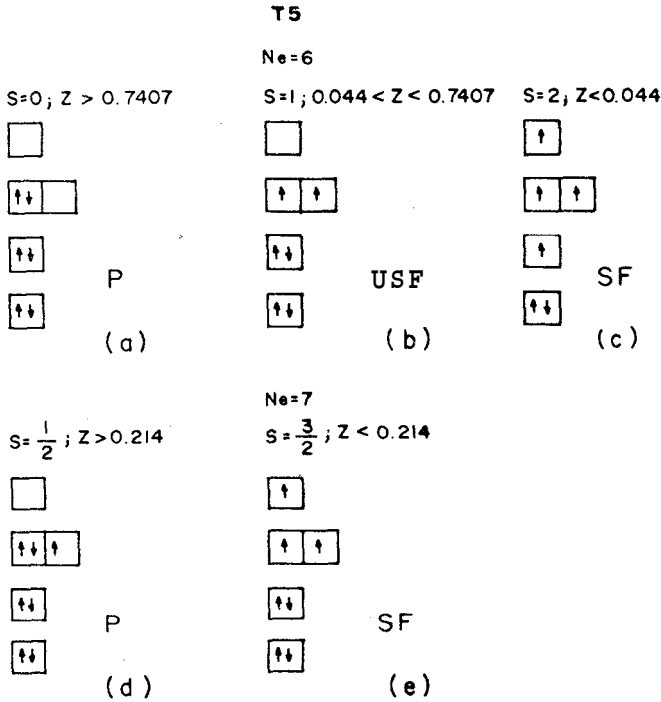 T5
Ne=6
S=0; Z > 0.7407
S=1; 0.044 < Z < 0.7407
S=2; Z<0.044
P
USF
SF
(a)
(b)
(c)
Ne=7
S= 1/2 ; Z>0.214
S= 3/2 ; Z < 0.214
P
SF
(d)
(e)